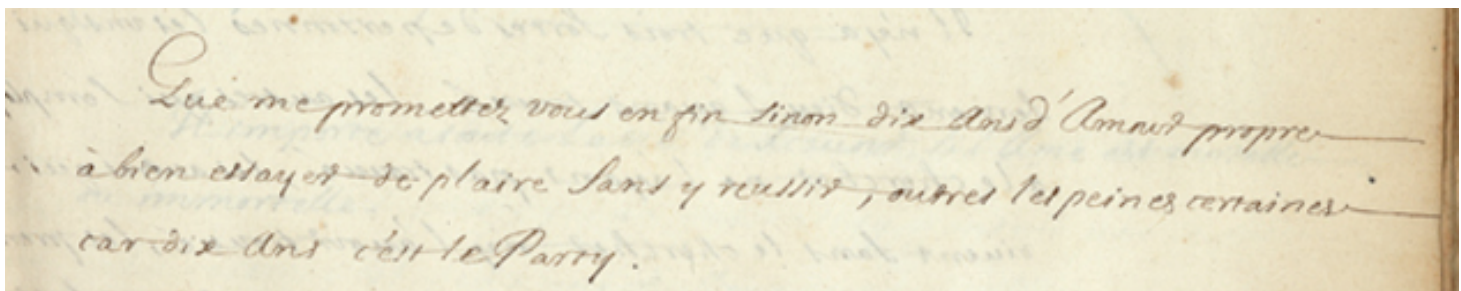 Que me promettez vous en fin sinon dix Ans d'Amour propre
à bien essayer de plaire sans y reussir, outres les peines certaines
car dix Ans c'est le Party.